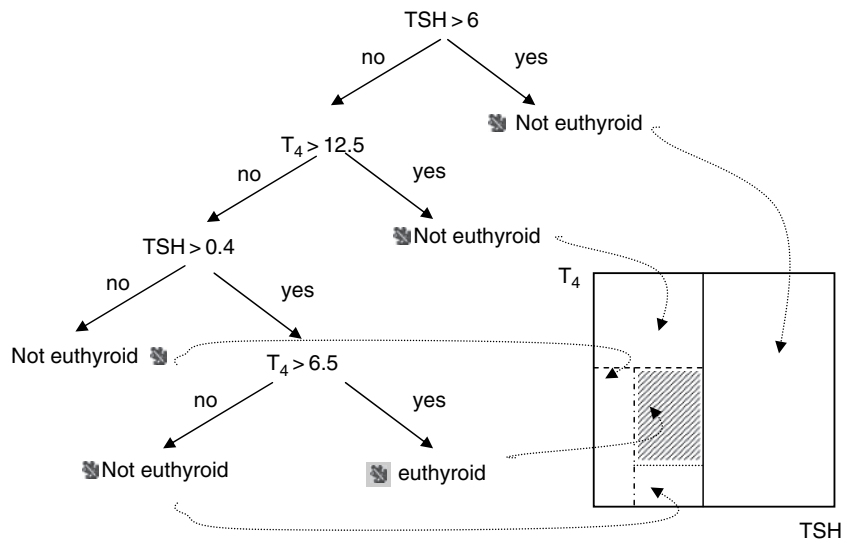 TSH > 6
no
yes
Not euthyroid
T₄ > 12.5
no
yes
Not euthyroid
TSH > 0.4
no
yes
T₄
Not euthyroid
T₄ > 6.5
no
yes
Not euthyroid
euthyroid
TSH